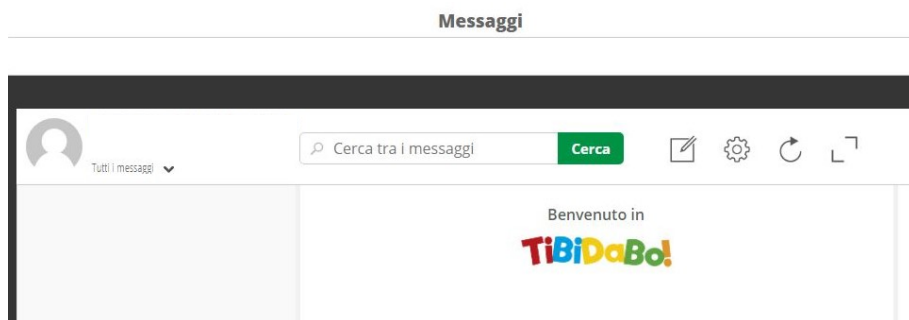 Messaggi
Tutti i messaggi
Cerca tra i messaggi
Cerca
Benvenuto in
TiBiDaBo!